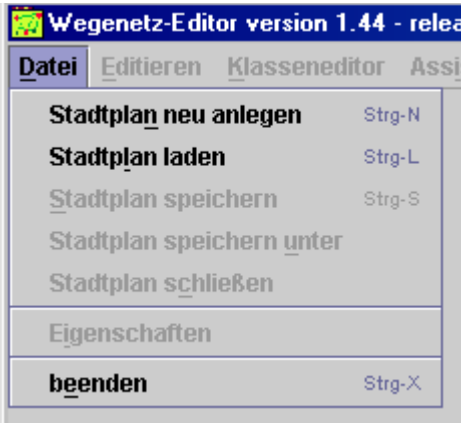 Wegenetz-Editor version 1.44 - relea
Datei Editieren Klasseneditor Assi
Stadtplan neu anlegen Strg-N
Stadtplan laden Strg-L
Stadtplan speichern Strg-S
Stadtplan speichern unter
Stadtplan schließen
Eigenschaften
beenden Strg-X